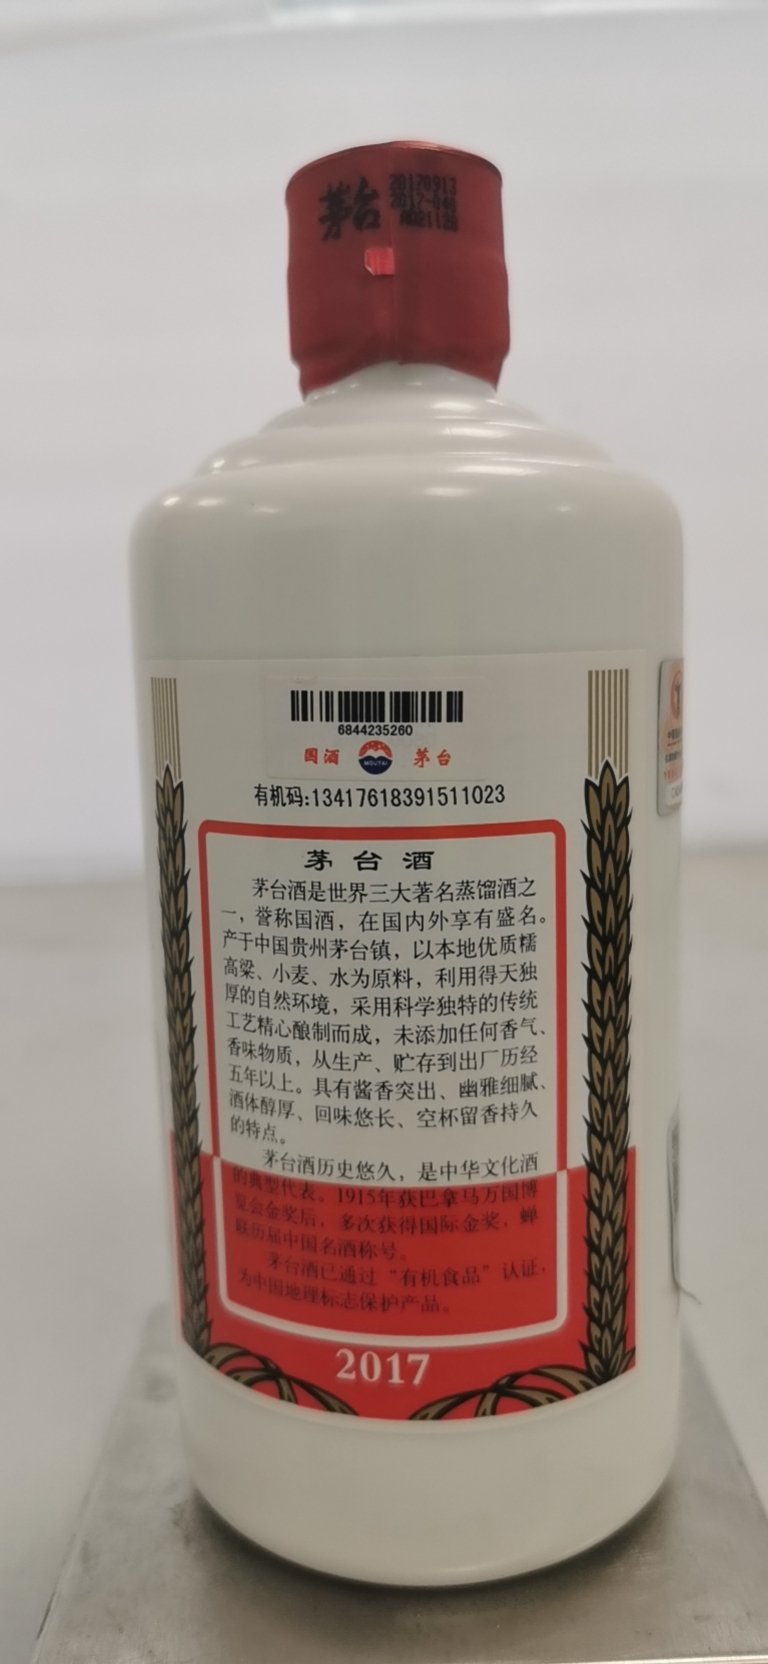 茅台
20170913
2017-046
6844235260
国酒
MOUTAI
茅台
有机码:13417618391511023
茅台酒
茅台酒是世界三大著名蒸馏酒之
一，誉称国酒，在国内外享有盛名。
产于中国贵州茅台镇，以本地优质糯
高粱、小麦、水为原料，利用得天独
厚的自然环境，采用科学独特的传统
工艺精心酿制而成，未添加任何香气、
香味物质，从生产、贮存到出厂历经
五年以上。具有酱香突出、幽雅细腻、
酒体醇厚、回味悠长、空杯留香持久
的特点。
茅台酒历史悠久，是中华文化酒
的典型代表。1915年获巴拿马万国博
览会金奖后，多次获得国际金奖，蝉
联历届中国名酒称号。
茅台酒已通过“有机食品”认证，
为中国地理标志保护产品。
2017